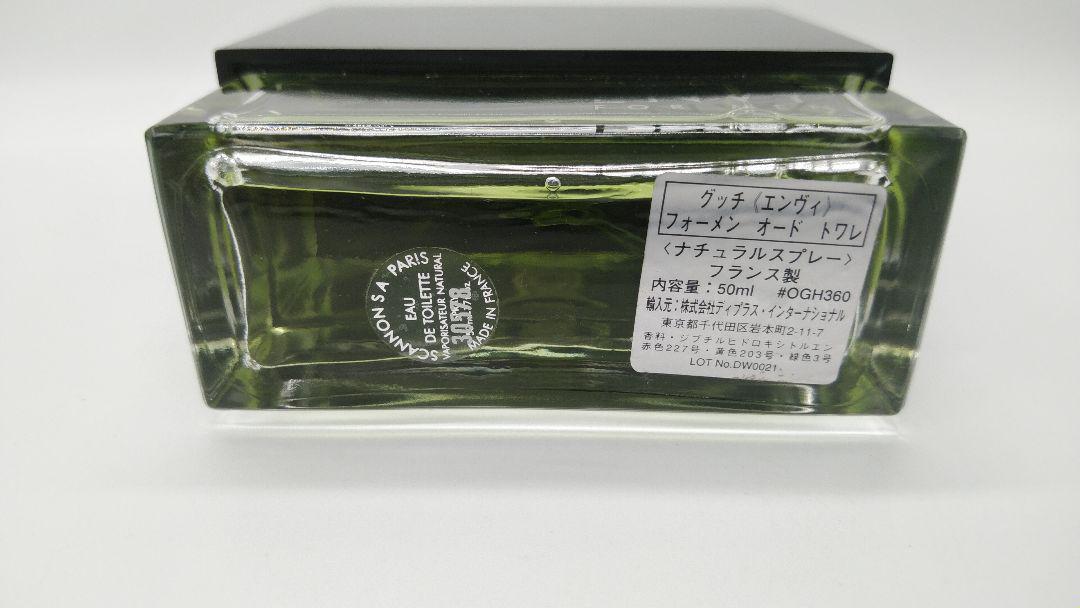 SCANNON SA PARIS
EAU
DE TOILETTE
VAPORISATEUR NATURAL
MADE IN FRANCE
グッチ《エンヴィ》
フォーメン オード トワレ
〈ナチュラルスプレー〉
フランス製
内容量：50ml #OGH360
輸入元：株式会社ディプラス・インターナショナル
東京都千代田区岩本町2-11-7
香料・ジブチルヒドロキシトルエン
赤色227号・黄色203号・緑色3号
LOT No.DW0021